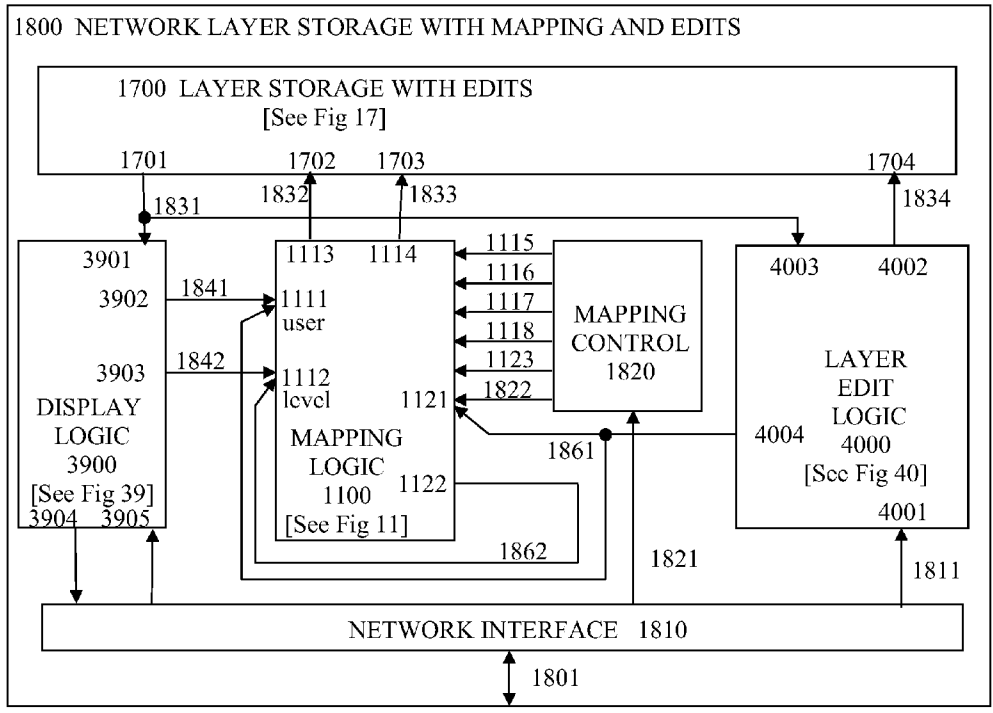 1800 NETWORK LAYER STORAGE WITH MAPPING AND EDITS
1700 LAYER STORAGE WITH EDITS
[See Fig 17]
1701
1702
1703
1704
1831
1832
1833
1834
3901
3902
3903
DISPLAY
LOGIC
3900
[See Fig 39]
3904 3905
1841
1842
1113 1114
1111
user
1112
level
1121
MAPPING
LOGIC
1100
1122
[See Fig 11]
1115
1116
1117
1118
1123
1822
MAPPING
CONTROL
1820
4003 4002
LAYER
EDIT
LOGIC
4000
4004
[See Fig 40]
4001
1861
1862
1821
1811
NETWORK INTERFACE 1810
1801